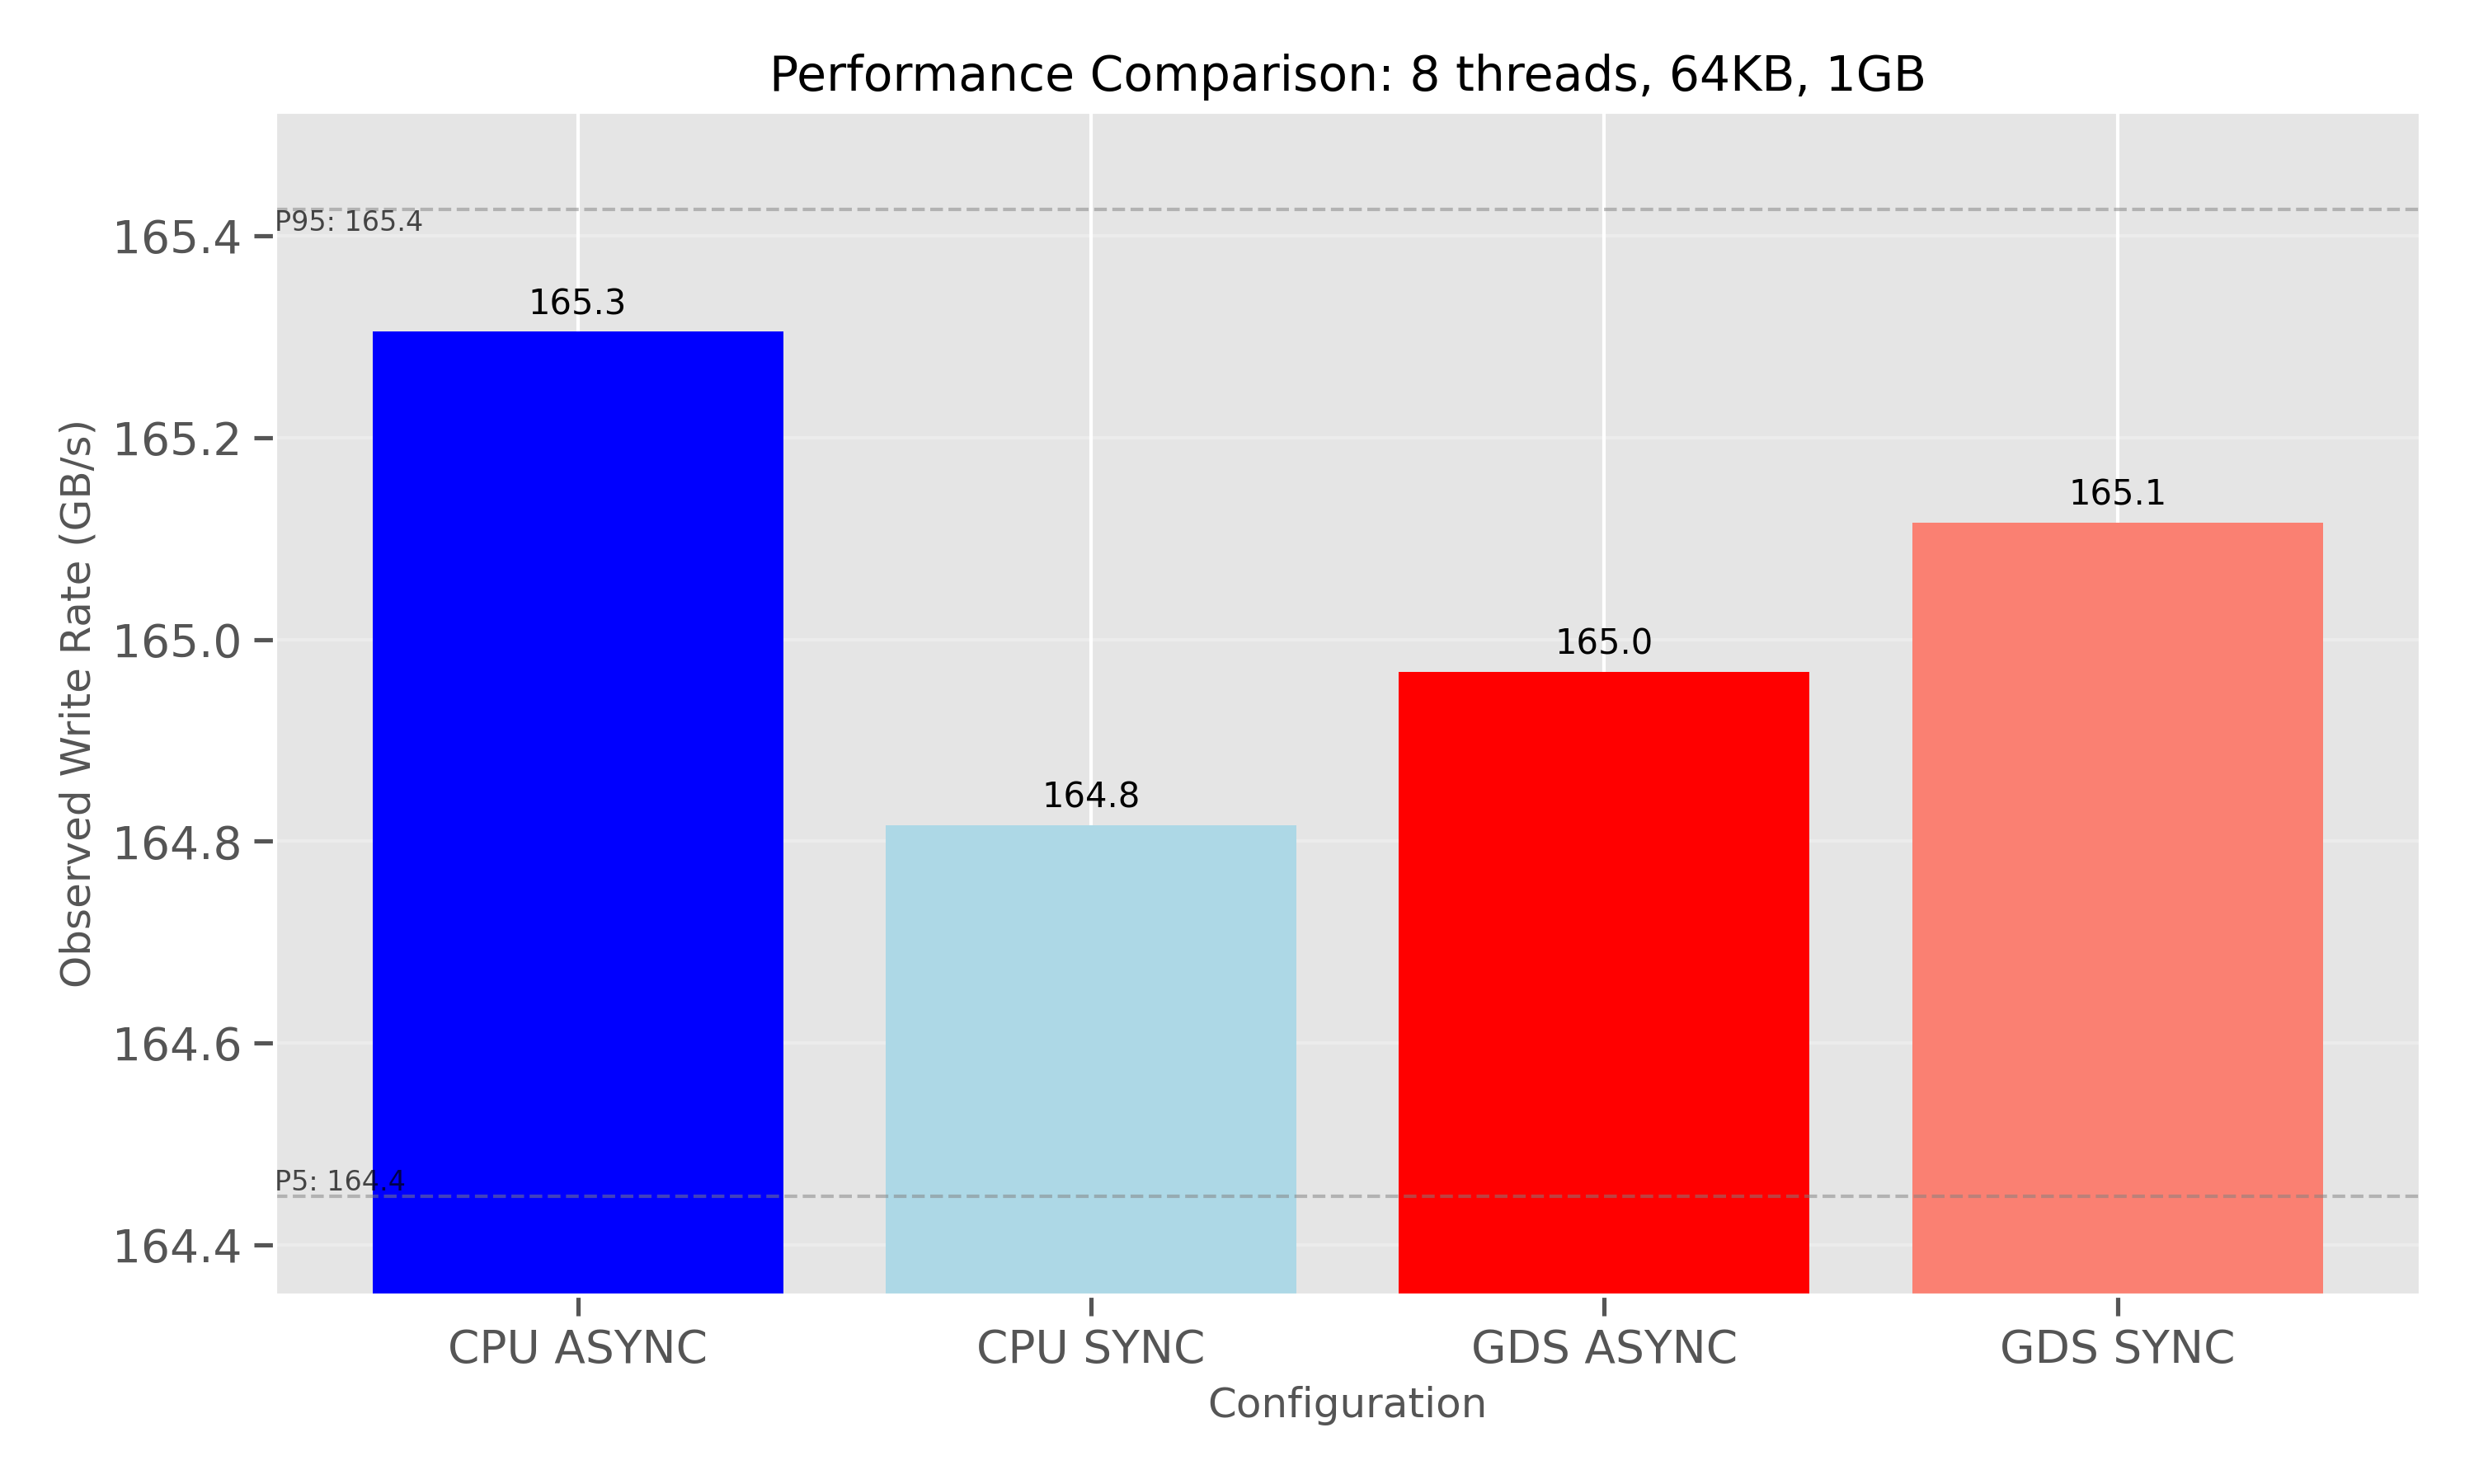 Performance Comparison: 8 threads, 64KB, 1GB
Observed Write Rate (GB/s)
165.4
165.2
165.0
164.8
164.6
164.4
P95: 165.4
P5: 164.4
165.3
164.8
165.0
165.1
CPU ASYNC
CPU SYNC
GDS ASYNC
GDS SYNC
Configuration